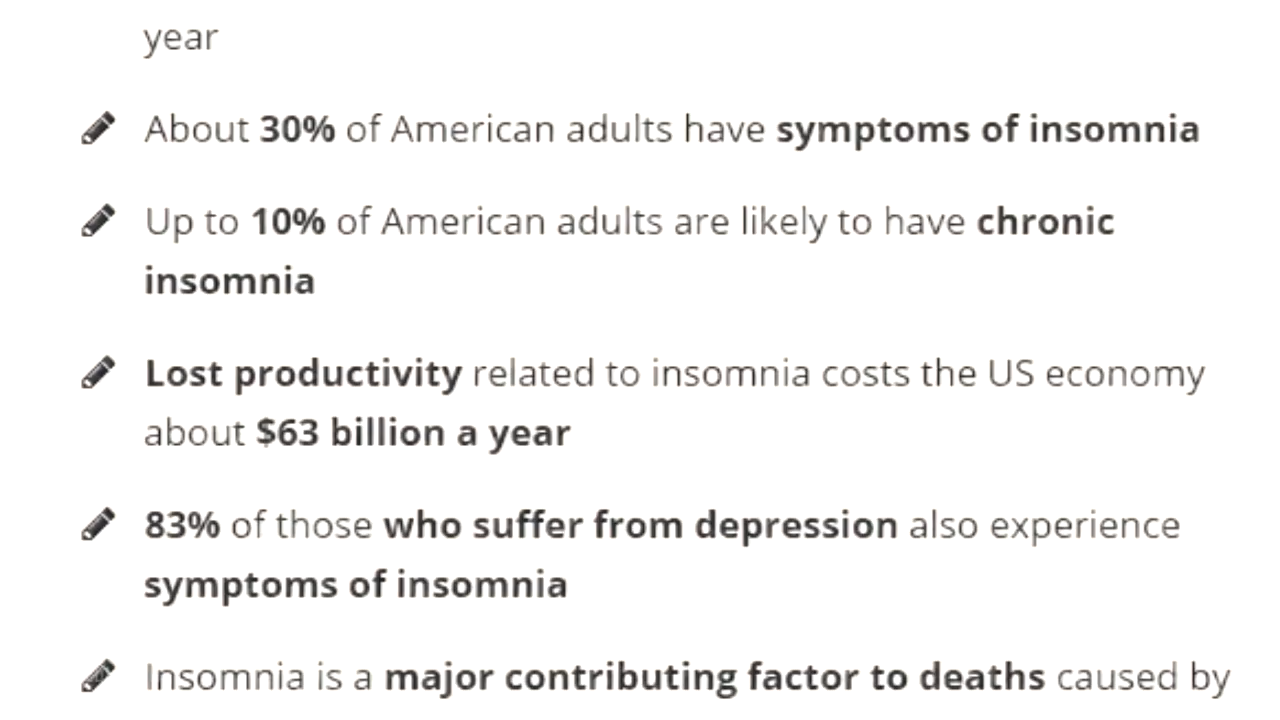 year
About 30% of American adults have symptoms of insomnia
Up to 10% of American adults are likely to have chronic
insomnia
Lost productivity related to insomnia costs the US economy
about $63 billion a year
83% of those who suffer from depression also experience
symptoms of insomnia
Insomnia is a major contributing factor to deaths caused by